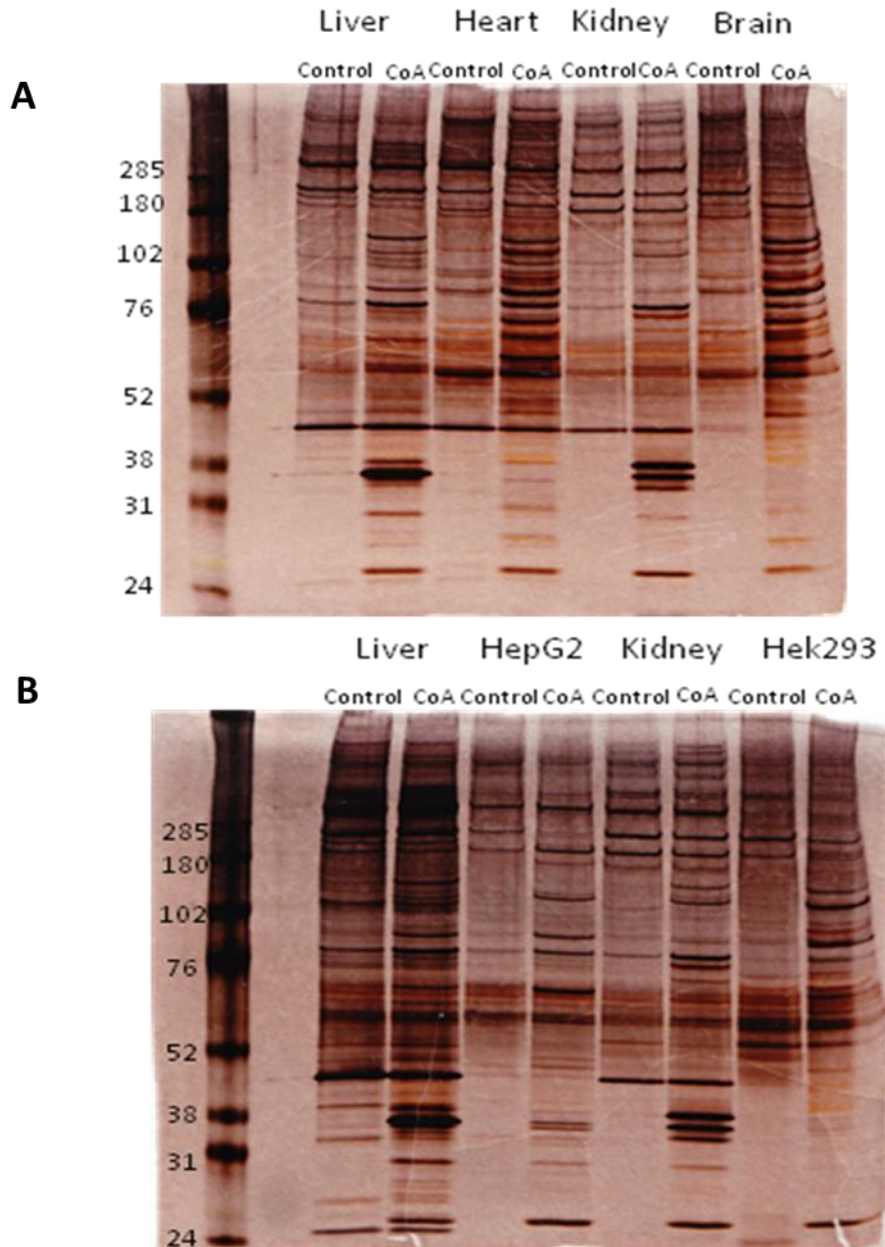 Liver Heart Kidney Brain
Control CoA Control CoA Control CoA Control CoA
A
285
180
102
76
52
38
31
24
Liver HepG2 Kidney Hek293
B
Control CoA Control CoA Control CoA Control CoA
285
180
102
76
52
38
31
24